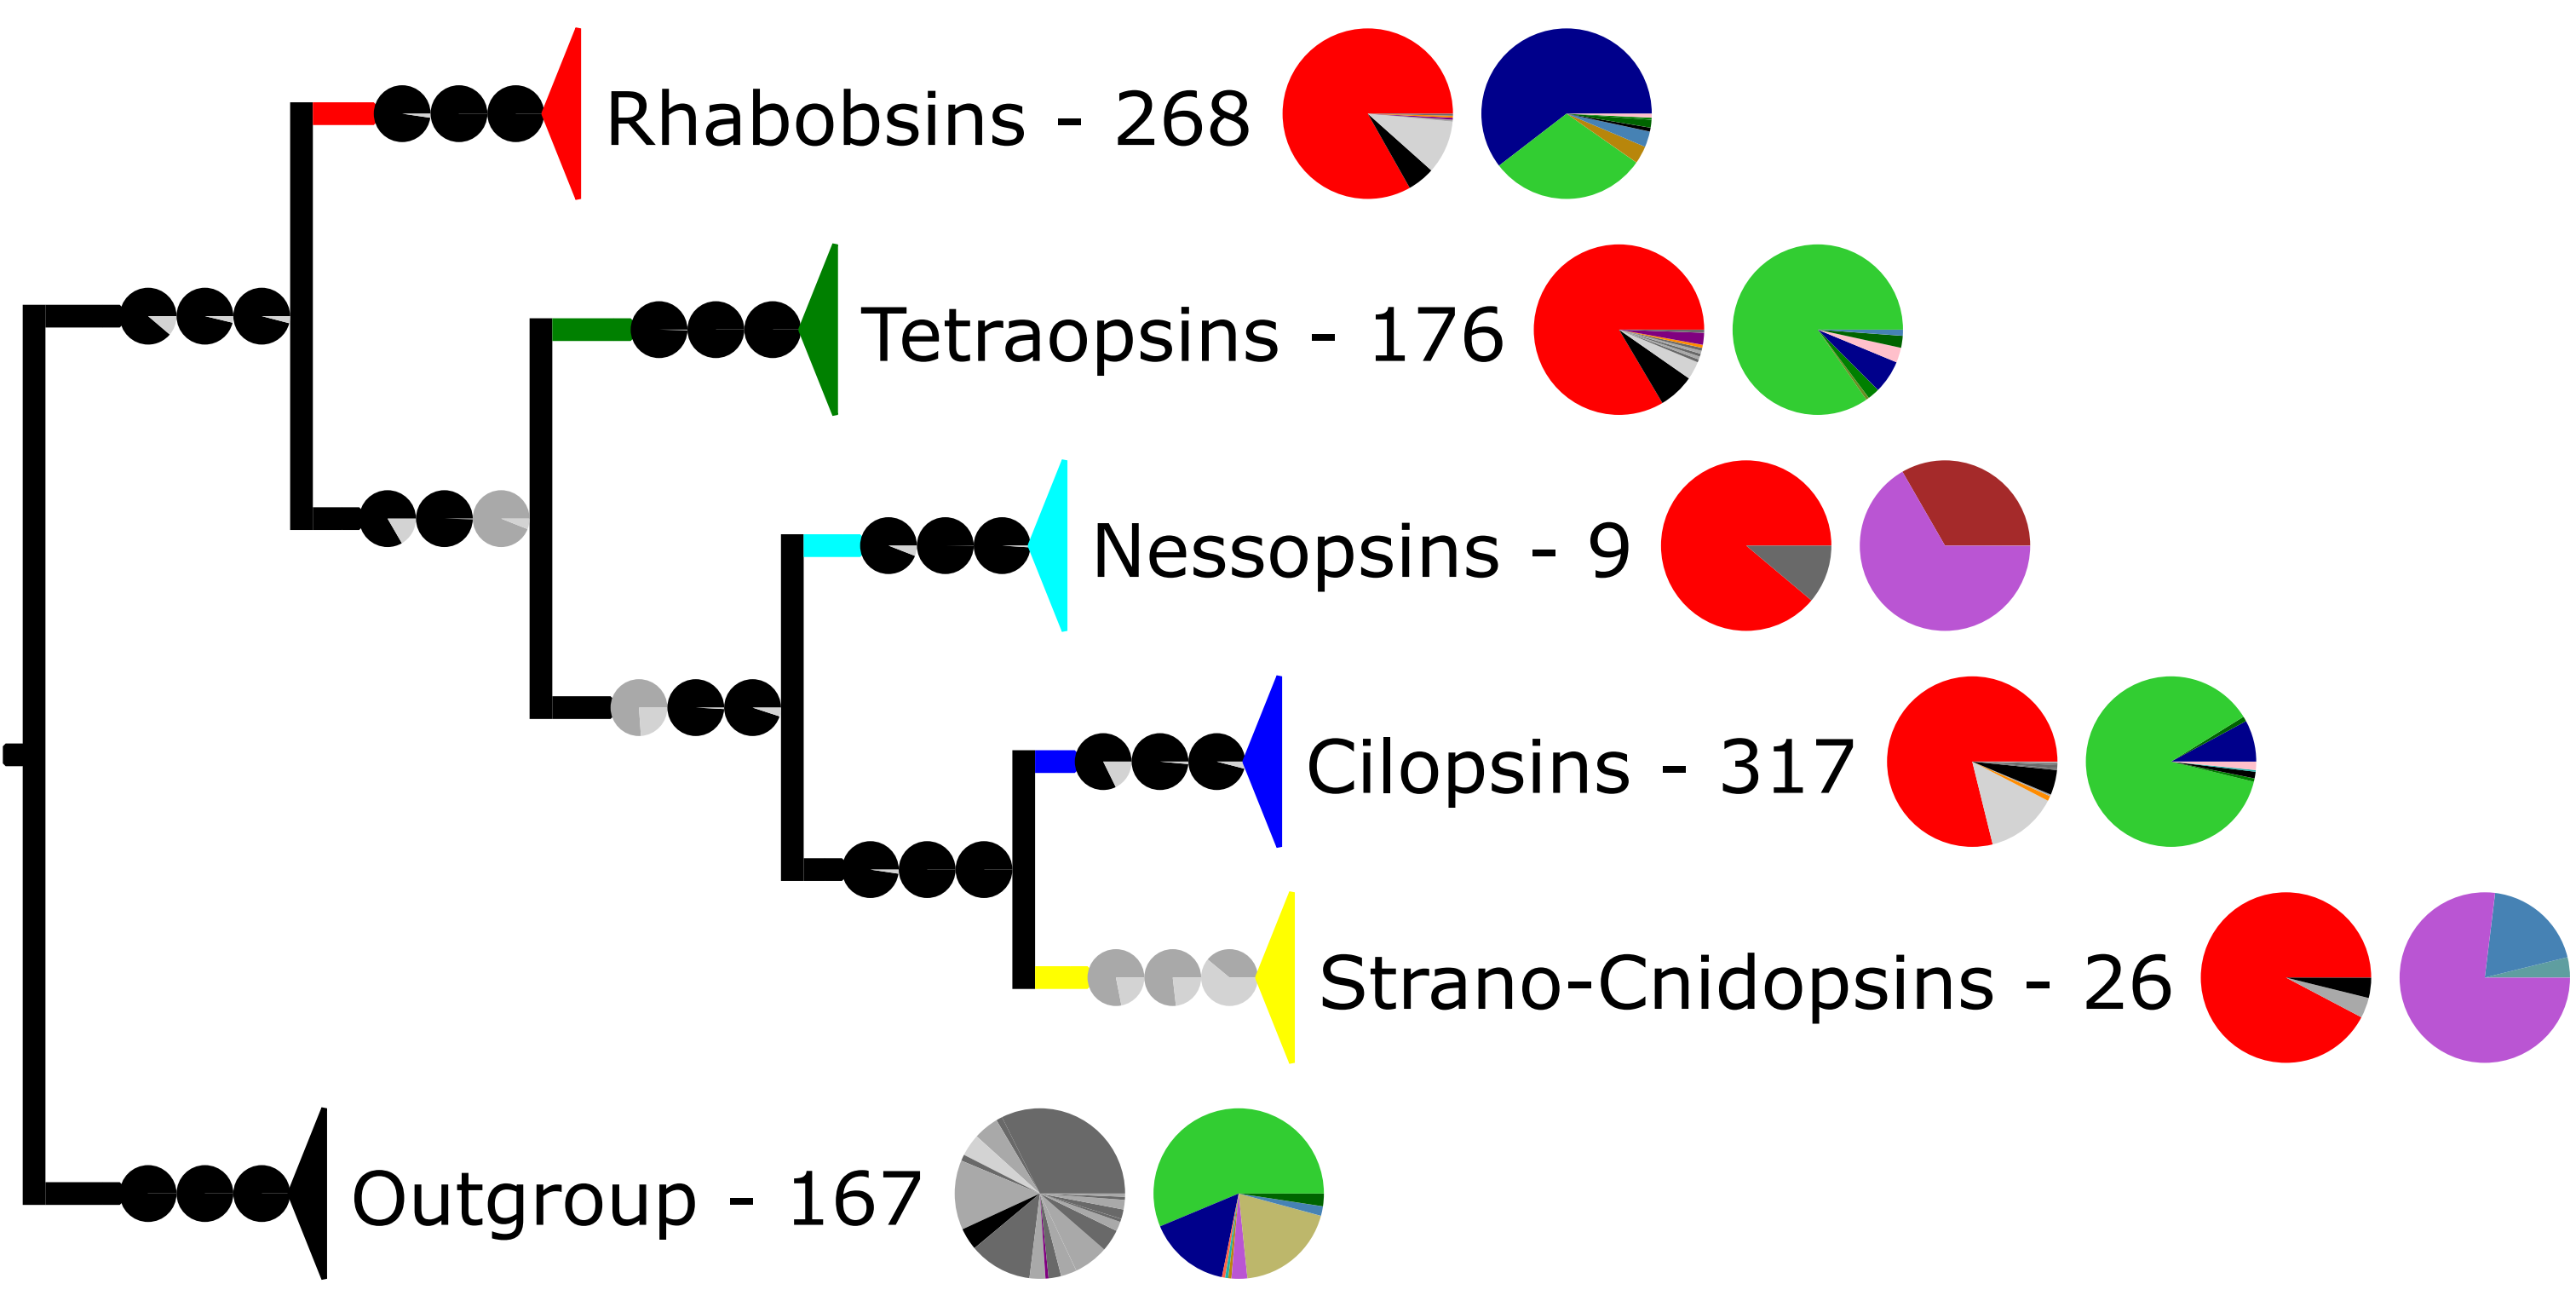 Rhabobsins - 268
Tetraopsins - 176
Nessopsins - 9
Cilopsins - 317
Strano-Cnidopsins - 26
Outgroup - 167